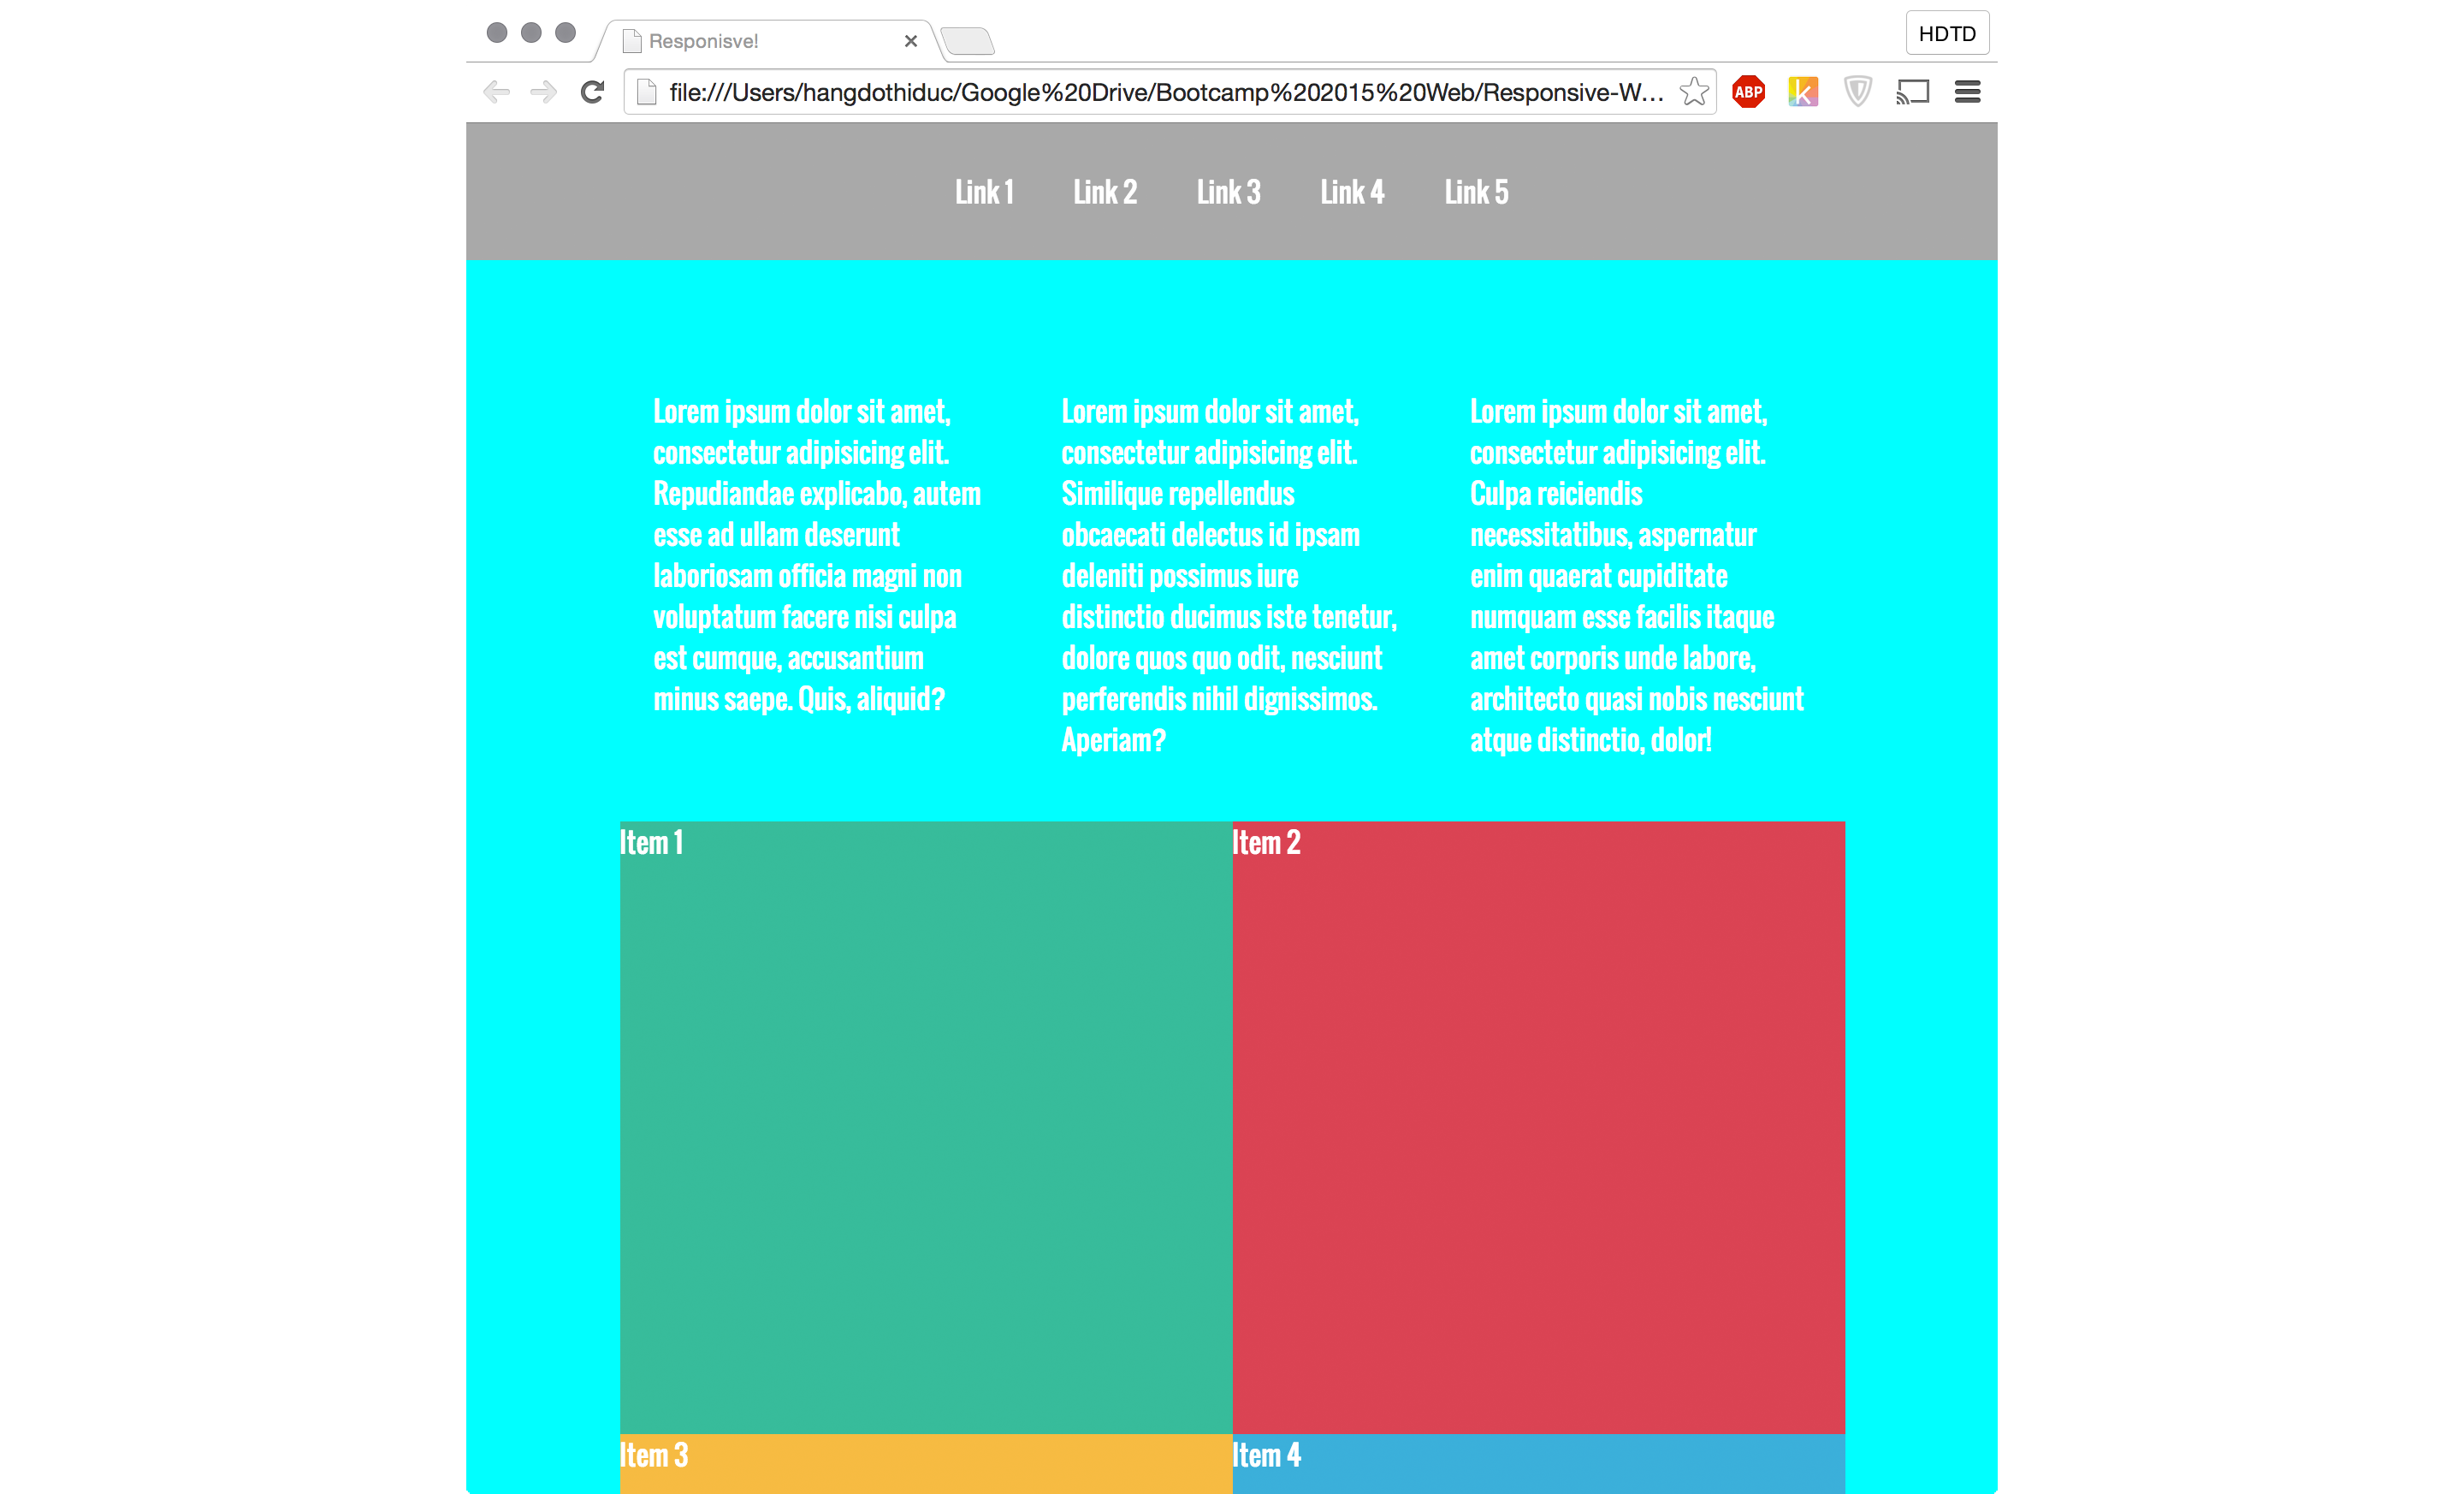 Responisve!
HDTD
file:///Users/hangdothiduc/Google%20Drive/Bootcamp%202015%20Web/Responsive-W...
ABP
k
Link 1 Link 2 Link 3 Link 4 Link 5
Lorem ipsum dolor sit amet,
consectetur adipisicing elit.
Repudiandae explicabo, autem
esse ad ullam deserunt
laboriosam officia magni non
voluptatum facere nisi culpa
est cumque, accusantium
minus saepe. Quis, aliquid?
Lorem ipsum dolor sit amet,
consectetur adipisicing elit.
Similique repellendus
obcaecati delectus id ipsam
deleniti possimus iure
distinctio ducimus iste tenetur,
dolore quos quo odit, nesciunt
perferendis nihil dignissimos.
Aperiam?
Lorem ipsum dolor sit amet,
consectetur adipisicing elit.
Culpa reiciendis
necessitatibus, aspernatur
enim quaerat cupiditate
numquam esse facilis itaque
amet corporis unde labore,
architecto quasi nobis nesciunt
atque distinctio, dolor!
Item 1
Item 2
Item 3
Item 4